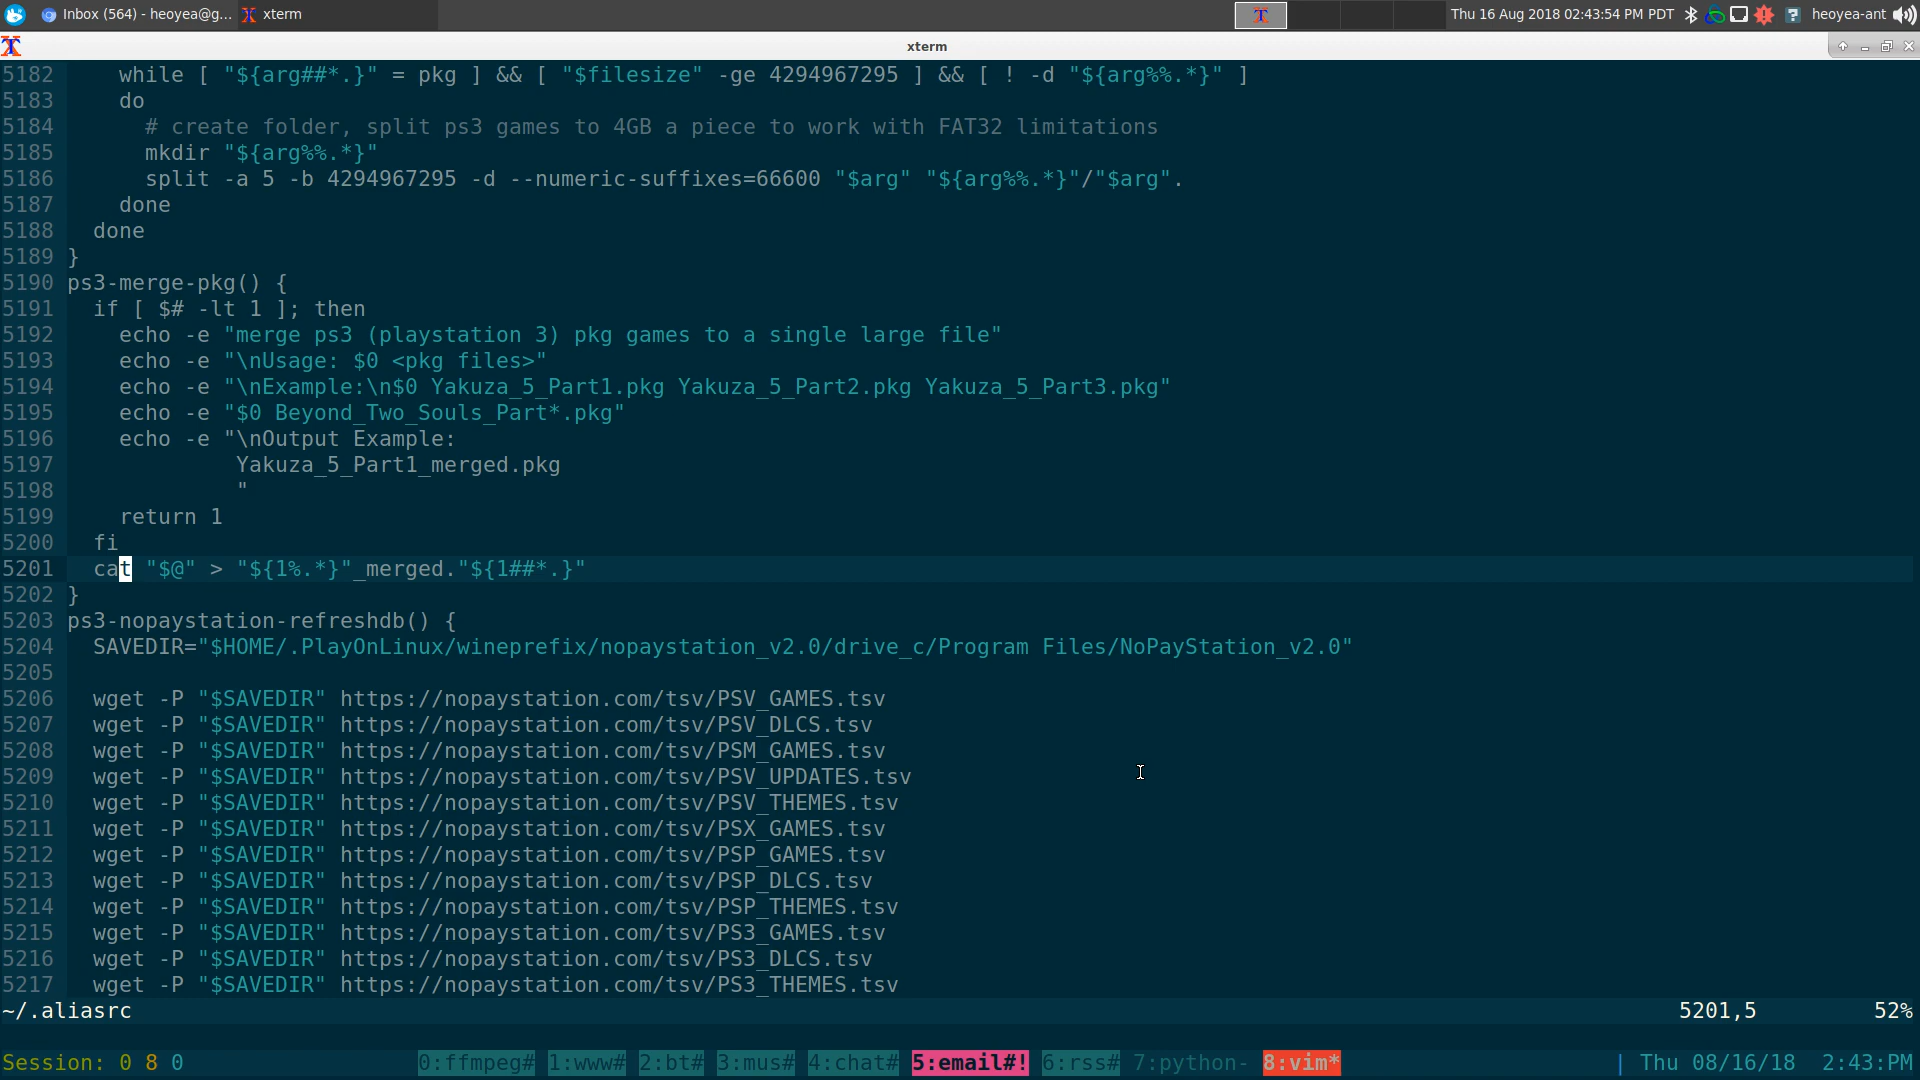 Inbox (564) - heoyea@g... xterm Thu 16 Aug 2018 02:43:54 PM PDT heoyea-ant
xterm
5182     while [ "${arg##*.}" = pkg ] && [ "$filesize" -ge 4294967295 ] && [ ! -d "${arg%%.*}" ]
5183     do
5184       # create folder, split ps3 games to 4GB a piece to work with FAT32 limitations
5185       mkdir "${arg%%.*}"
5186       split -a 5 -b 4294967295 -d --numeric-suffixes=66600 "$arg" "${arg%%.*}"/"$arg".
5187     done
5188   done
5189 }
5190 ps3-merge-pkg() {
5191   if [ $# -lt 1 ]; then
5192     echo -e "merge ps3 (playstation 3) pkg games to a single large file"
5193     echo -e "\nUsage: $0 <pkg files>"
5194     echo -e "\nExample:\n$0 Yakuza_5_Part1.pkg Yakuza_5_Part2.pkg Yakuza_5_Part3.pkg"
5195     echo -e "$0 Beyond_Two_Souls_Part*.pkg"
5196     echo -e "\nOutput Example:
5197              Yakuza_5_Part1_merged.pkg
5198              "
5199     return 1
5200   fi
5201   cat "$@" > "${1%.*}"_merged."${1##*.}"
5202 }
5203 ps3-nopaystation-refreshdb() {
5204   SAVEDIR="$HOME/.PlayOnLinux/wineprefix/nopaystation_v2.0/drive_c/Program Files/NoPayStation_v2.0"
5205
5206   wget -P "$SAVEDIR" https://nopaystation.com/tsv/PSV_GAMES.tsv
5207   wget -P "$SAVEDIR" https://nopaystation.com/tsv/PSV_DLCS.tsv
5208   wget -P "$SAVEDIR" https://nopaystation.com/tsv/PSM_GAMES.tsv
5209   wget -P "$SAVEDIR" https://nopaystation.com/tsv/PSV_UPDATES.tsv
5210   wget -P "$SAVEDIR" https://nopaystation.com/tsv/PSV_THEMES.tsv
5211   wget -P "$SAVEDIR" https://nopaystation.com/tsv/PSX_GAMES.tsv
5212   wget -P "$SAVEDIR" https://nopaystation.com/tsv/PSP_GAMES.tsv
5213   wget -P "$SAVEDIR" https://nopaystation.com/tsv/PSP_DLCS.tsv
5214   wget -P "$SAVEDIR" https://nopaystation.com/tsv/PSP_THEMES.tsv
5215   wget -P "$SAVEDIR" https://nopaystation.com/tsv/PS3_GAMES.tsv
5216   wget -P "$SAVEDIR" https://nopaystation.com/tsv/PS3_DLCS.tsv
5217   wget -P "$SAVEDIR" https://nopaystation.com/tsv/PS3_THEMES.tsv
~/.aliasrc 5201,5 52%
Session: 0 8 0 0:ffmpeg# 1:www# 2:bt# 3:mus# 4:chat# 5:email#! 6:rss# 7:python- 8:vim* | Thu 08/16/18 2:43:PM